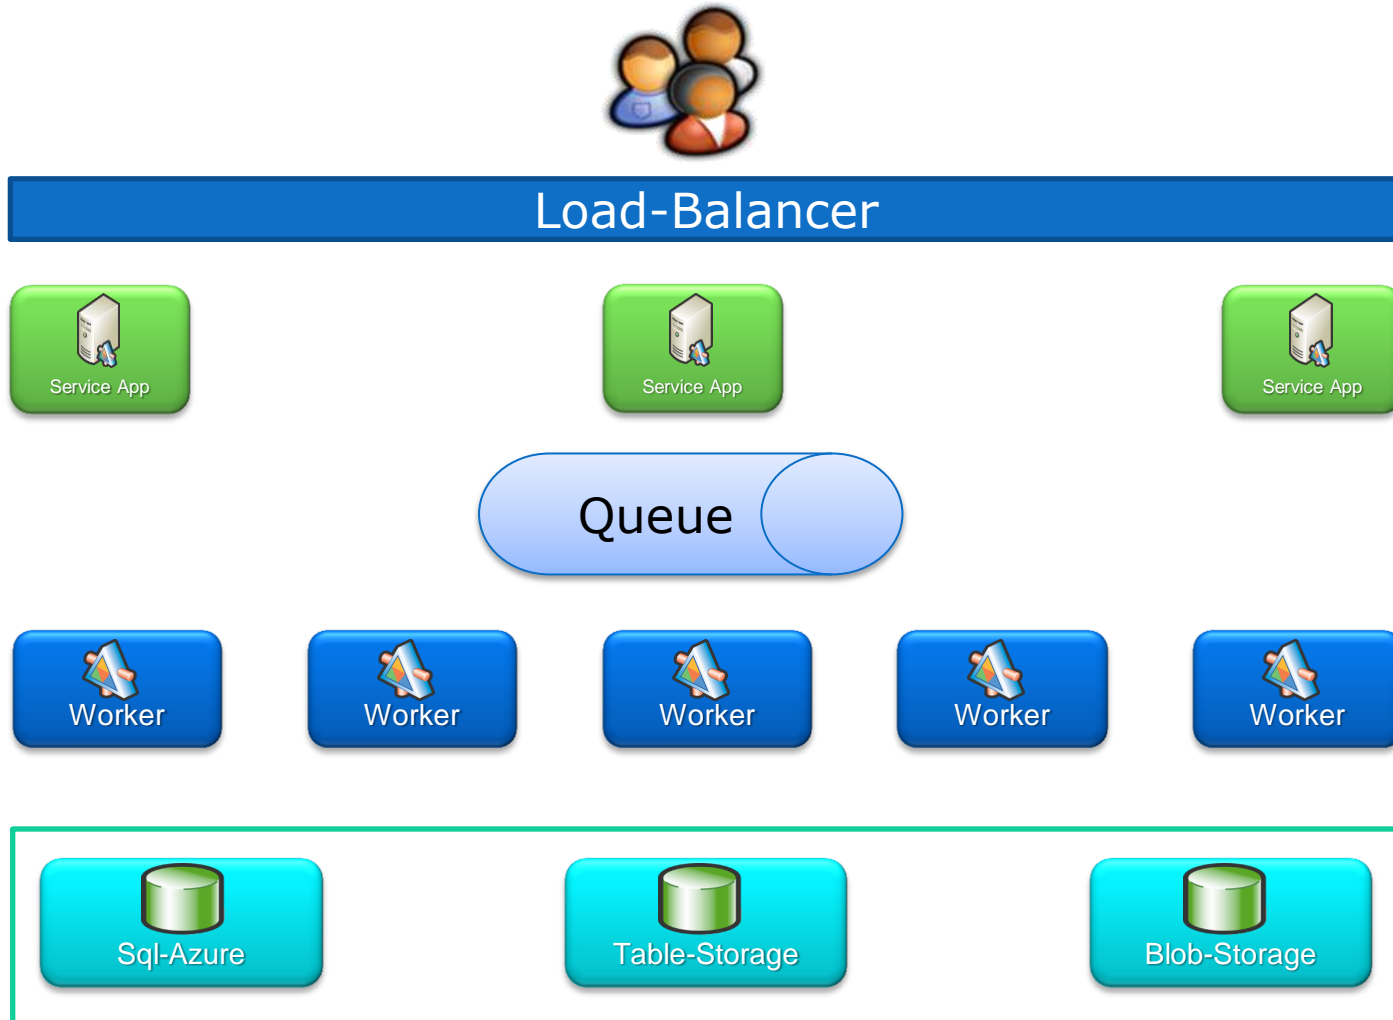 Load-Balancer
Service App
Service App
Service App
Queue
Worker
Worker
Worker
Worker
Worker
Sql-Azure
Table-Storage
Blob-Storage